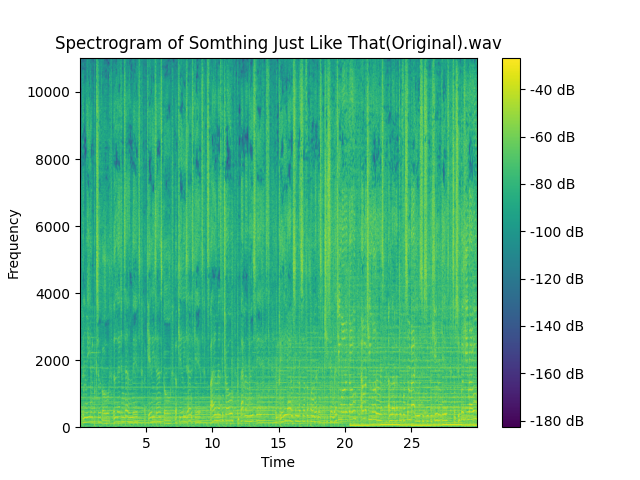 Spectrogram of Somthing Just Like That(Original).wav
10000
8000
6000
4000
2000
0
Frequency
5
10
15
20
25
Time
-40 dB
-60 dB
-80 dB
-100 dB
-120 dB
-140 dB
-160 dB
-180 dB